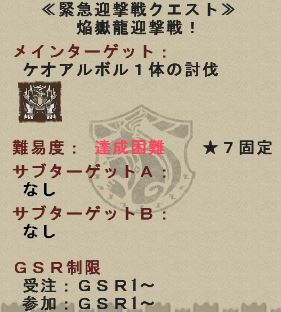 ≪緊急迎撃戦クエスト≫
焔嶽龍迎撃戦!
メインターゲット:
ケオアルボル1体の討伐
難易度: 達成困難 ★7固定
サブターゲットA:
なし
サブターゲットB:
なし
GSR制限
受注:GSR1~
参加:GSR1~